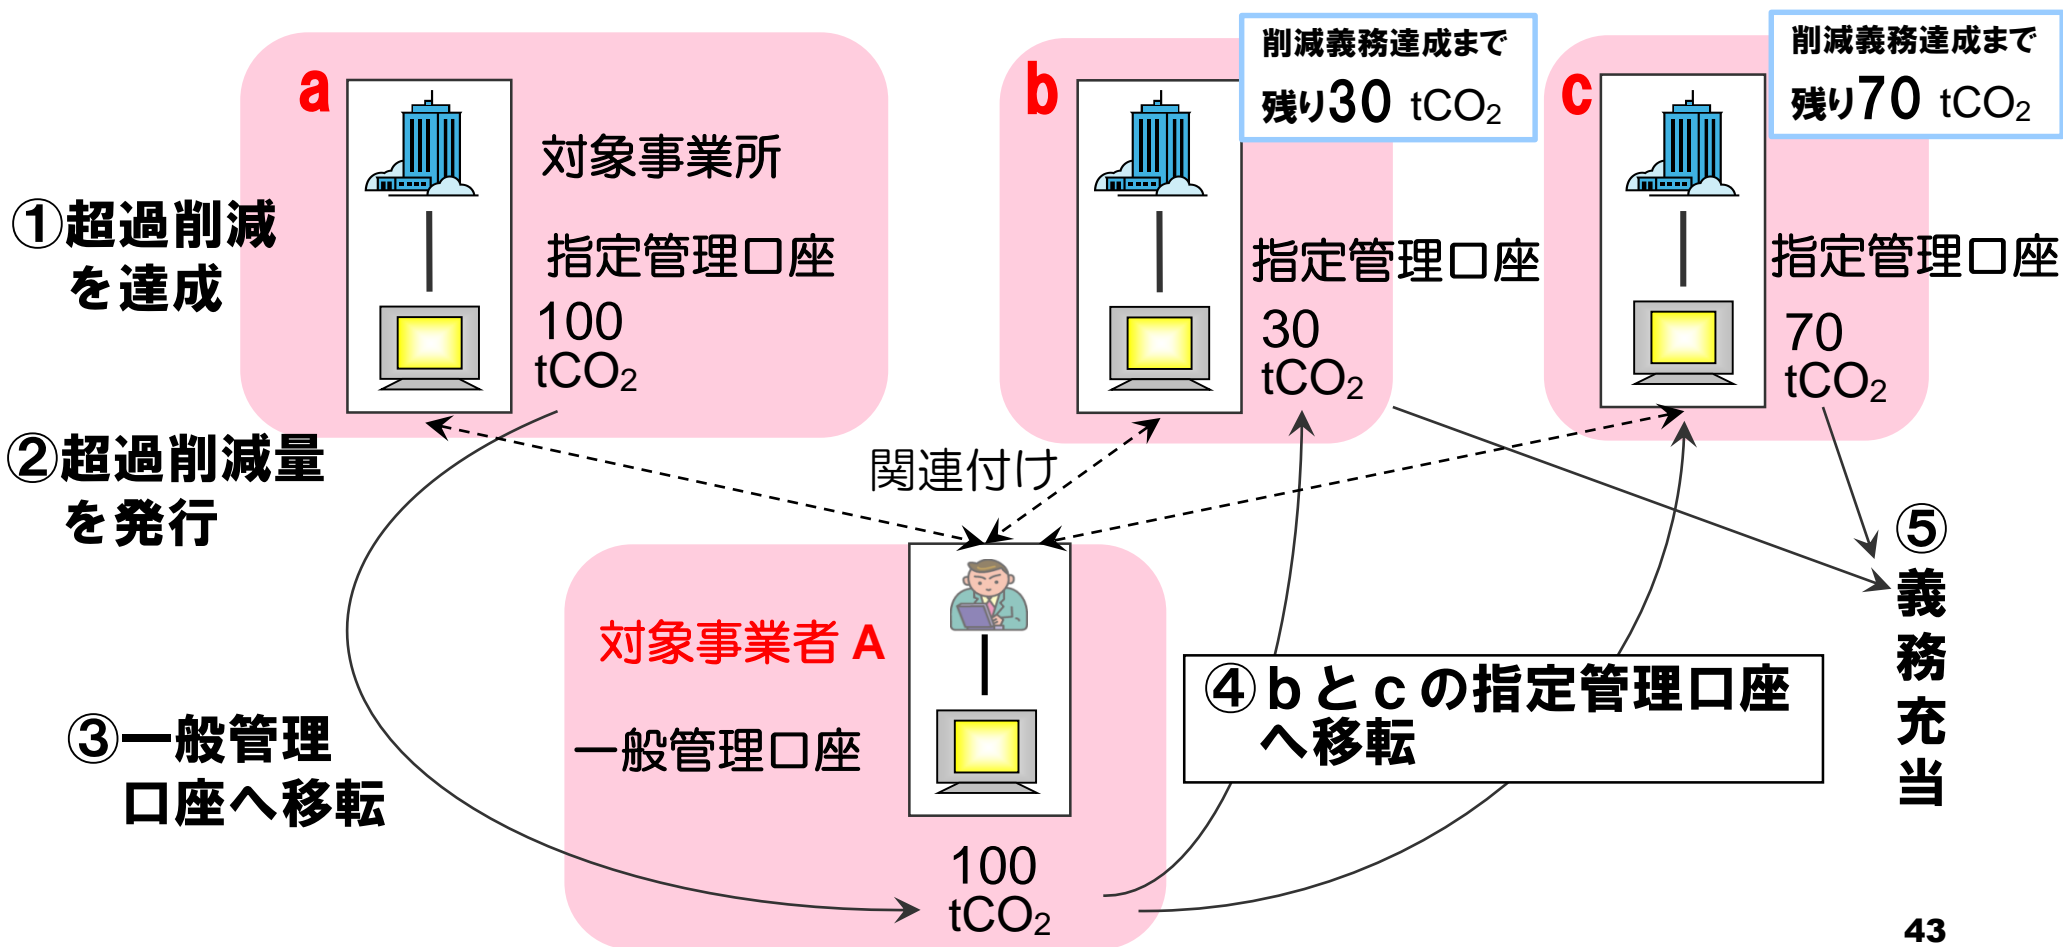 a
対象事業所
指定管理口座
100
tCO2
①超過削減
を達成
②超過削減量
を発行
③一般管理
口座へ移転
b
削減義務達成まで
残り30 tCO2
指定管理口座
30
tCO2
c
削減義務達成まで
残り70 tCO2
指定管理口座
70
tCO2
関連付け
対象事業者 A
一般管理口座
100
tCO2
④ｂとｃの指定管理口座
へ移転
⑤義務充当
43